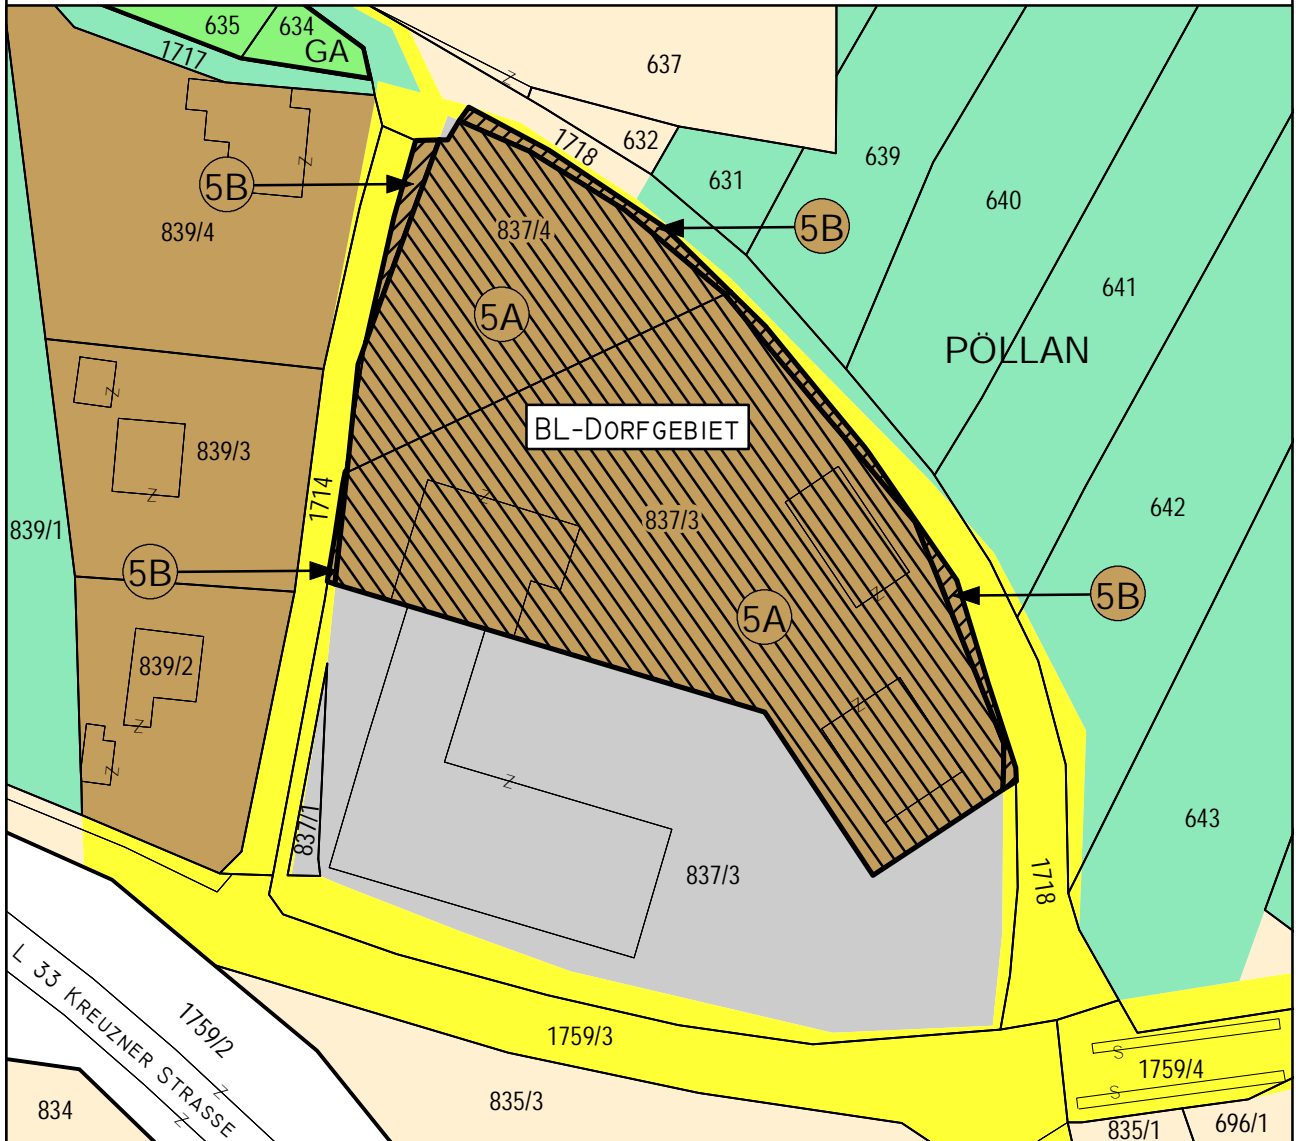 635
634
GA
1717
637
1718
632
639
631
640
5B
5B
839/4
837/4
641
5A
PÖLLAN
BL-DORFGEBIET
839/3
1714
837/3
642
839/1
5B
5B
5A
839/2
837/1
643
837/3
1718
L 33 KREUZNER STRASSE
1759/2
1759/3
1759/4
835/3
834
835/1
696/1
Z
Z
Z
Z
Z
Z
Z
Z
Z
Z
Z
Z
Z
S
S